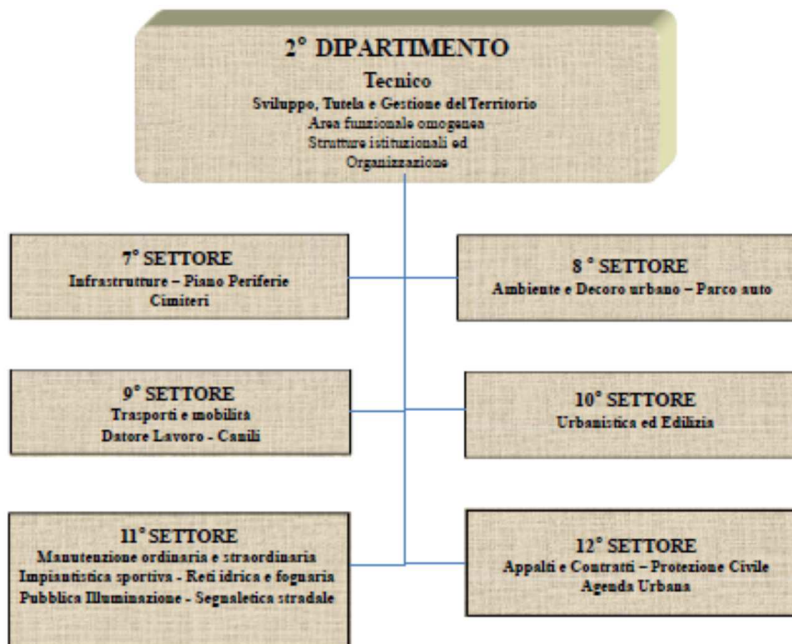 2° DIPARTIMENTO
Tecnico
Sviluppo, Tutela e Gestione del Territorio
Area funzionale omogenea
Strutture istituzionali ed
Organizzazione
7° SETTORE
Infrastrutture – Piano Periferie
Cimiteri
8 ° SETTORE
Ambiente e Decoro urbano – Parco auto
9° SETTORE
Trasporti e mobilità
Datore Lavoro - Canili
10° SETTORE
Urbanistica ed Edilizia
11° SETTORE
Manutenzione ordinaria e straordinaria
Impiantistica sportiva - Reti idrica e fognaria
Pubblica Illuminazione - Segnaletica stradale
12° SETTORE
Appalti e Contratti – Protezione Civile
Agenda Urbana